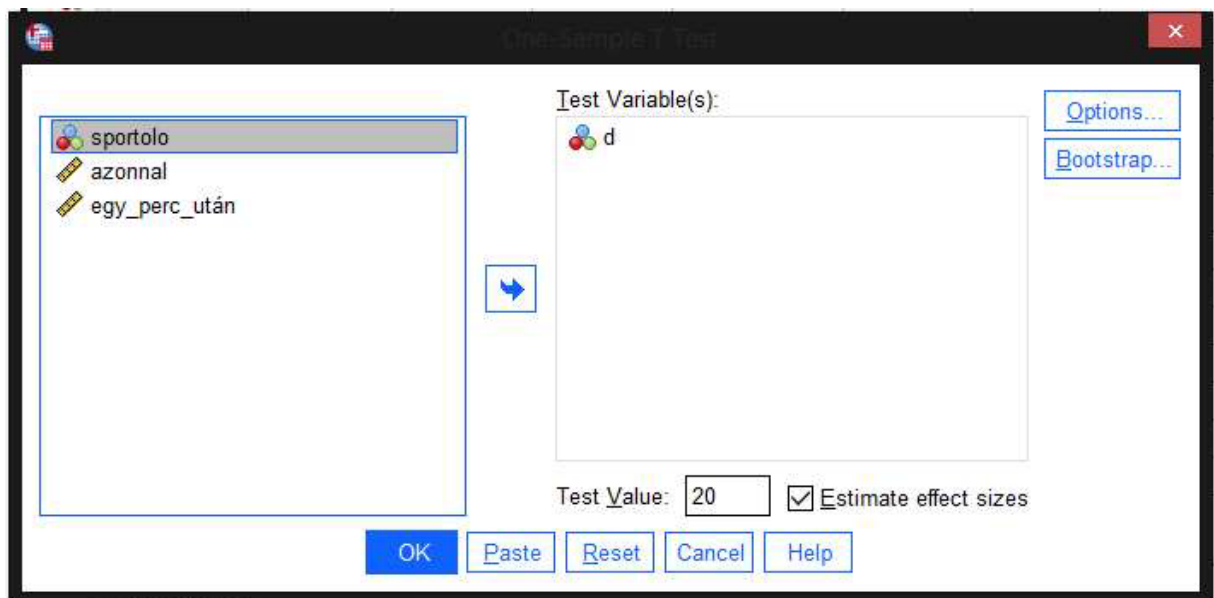 One-Sample T Test
Test Variable(s):
sportolo
azonnal
egy_perc_után
d
Options...
Bootstrap...
Test Value: 20 Estimate effect sizes
OK Paste Reset Cancel Help